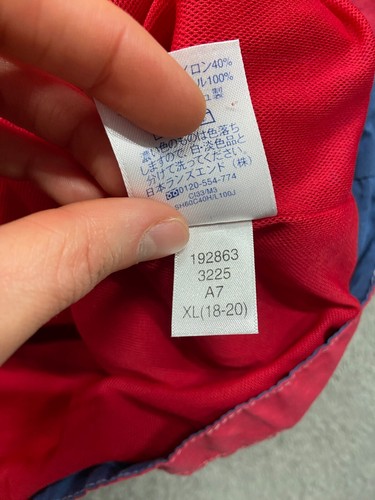 イロン40%
ル100%
製
濃い色のものは色落ち
しますので、白・淡色品と
分けて洗ってください。
日本ランズエンド(株)
0120-554-774
CI33/M3
SH60C40H/L100J
192863
3225
A7
XL(18-20)